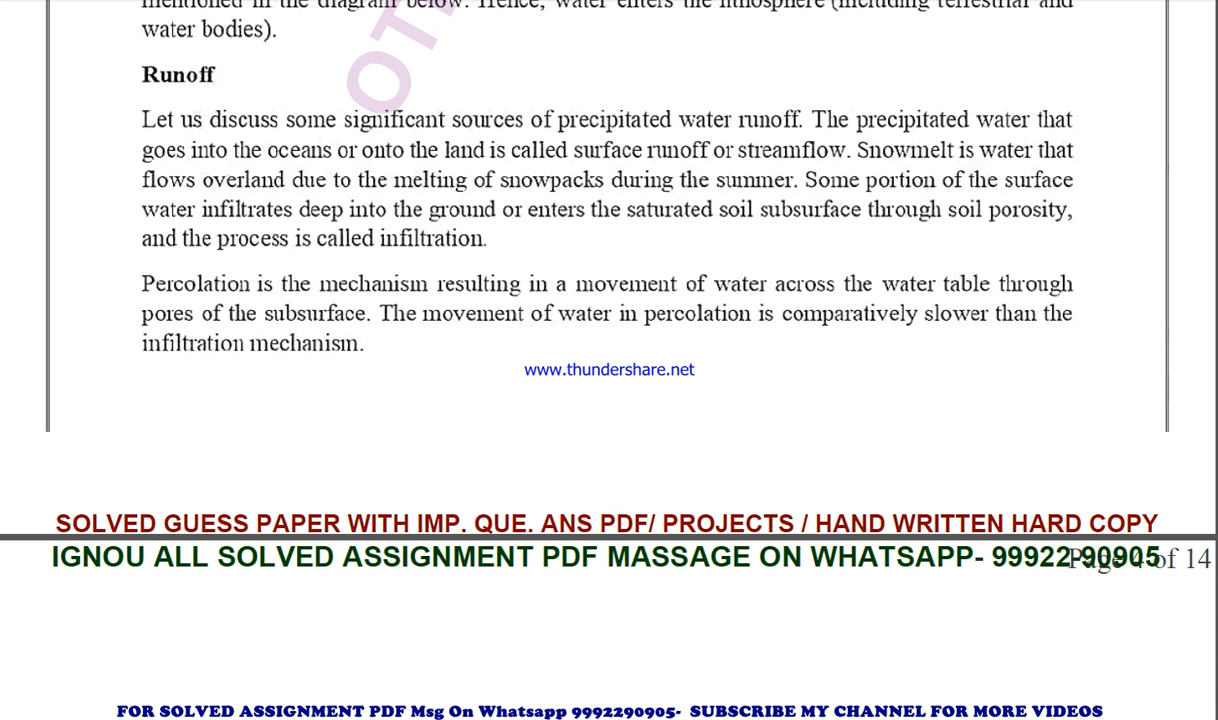 mentioned in the diagram below. Hence, water enters the lithosphere (including terrestrial and
water bodies).
Runoff
Let us discuss some significant sources of precipitated water runoff. The precipitated water that
goes into the oceans or onto the land is called surface runoff or streamflow. Snowmelt is water that
flows overland due to the melting of snowpacks during the summer. Some portion of the surface
water infiltrates deep into the ground or enters the saturated soil subsurface through soil porosity,
and the process is called infiltration.
Percolation is the mechanism resulting in a movement of water across the water table through
pores of the subsurface. The movement of water in percolation is comparatively slower than the
infiltration mechanism.
www.thundershare.net
SOLVED GUESS PAPER WITH IMP. QUE. ANS PDF/ PROJECTS / HAND WRITTEN HARD COPY
IGNOU ALL SOLVED ASSIGNMENT PDF MASSAGE ON WHATSAPP- 9992290905
Page of 14
FOR SOLVED ASSIGNMENT PDF Msg On Whatsapp 9992290905- SUBSCRIBE MY CHANNEL FOR MORE VIDEOS